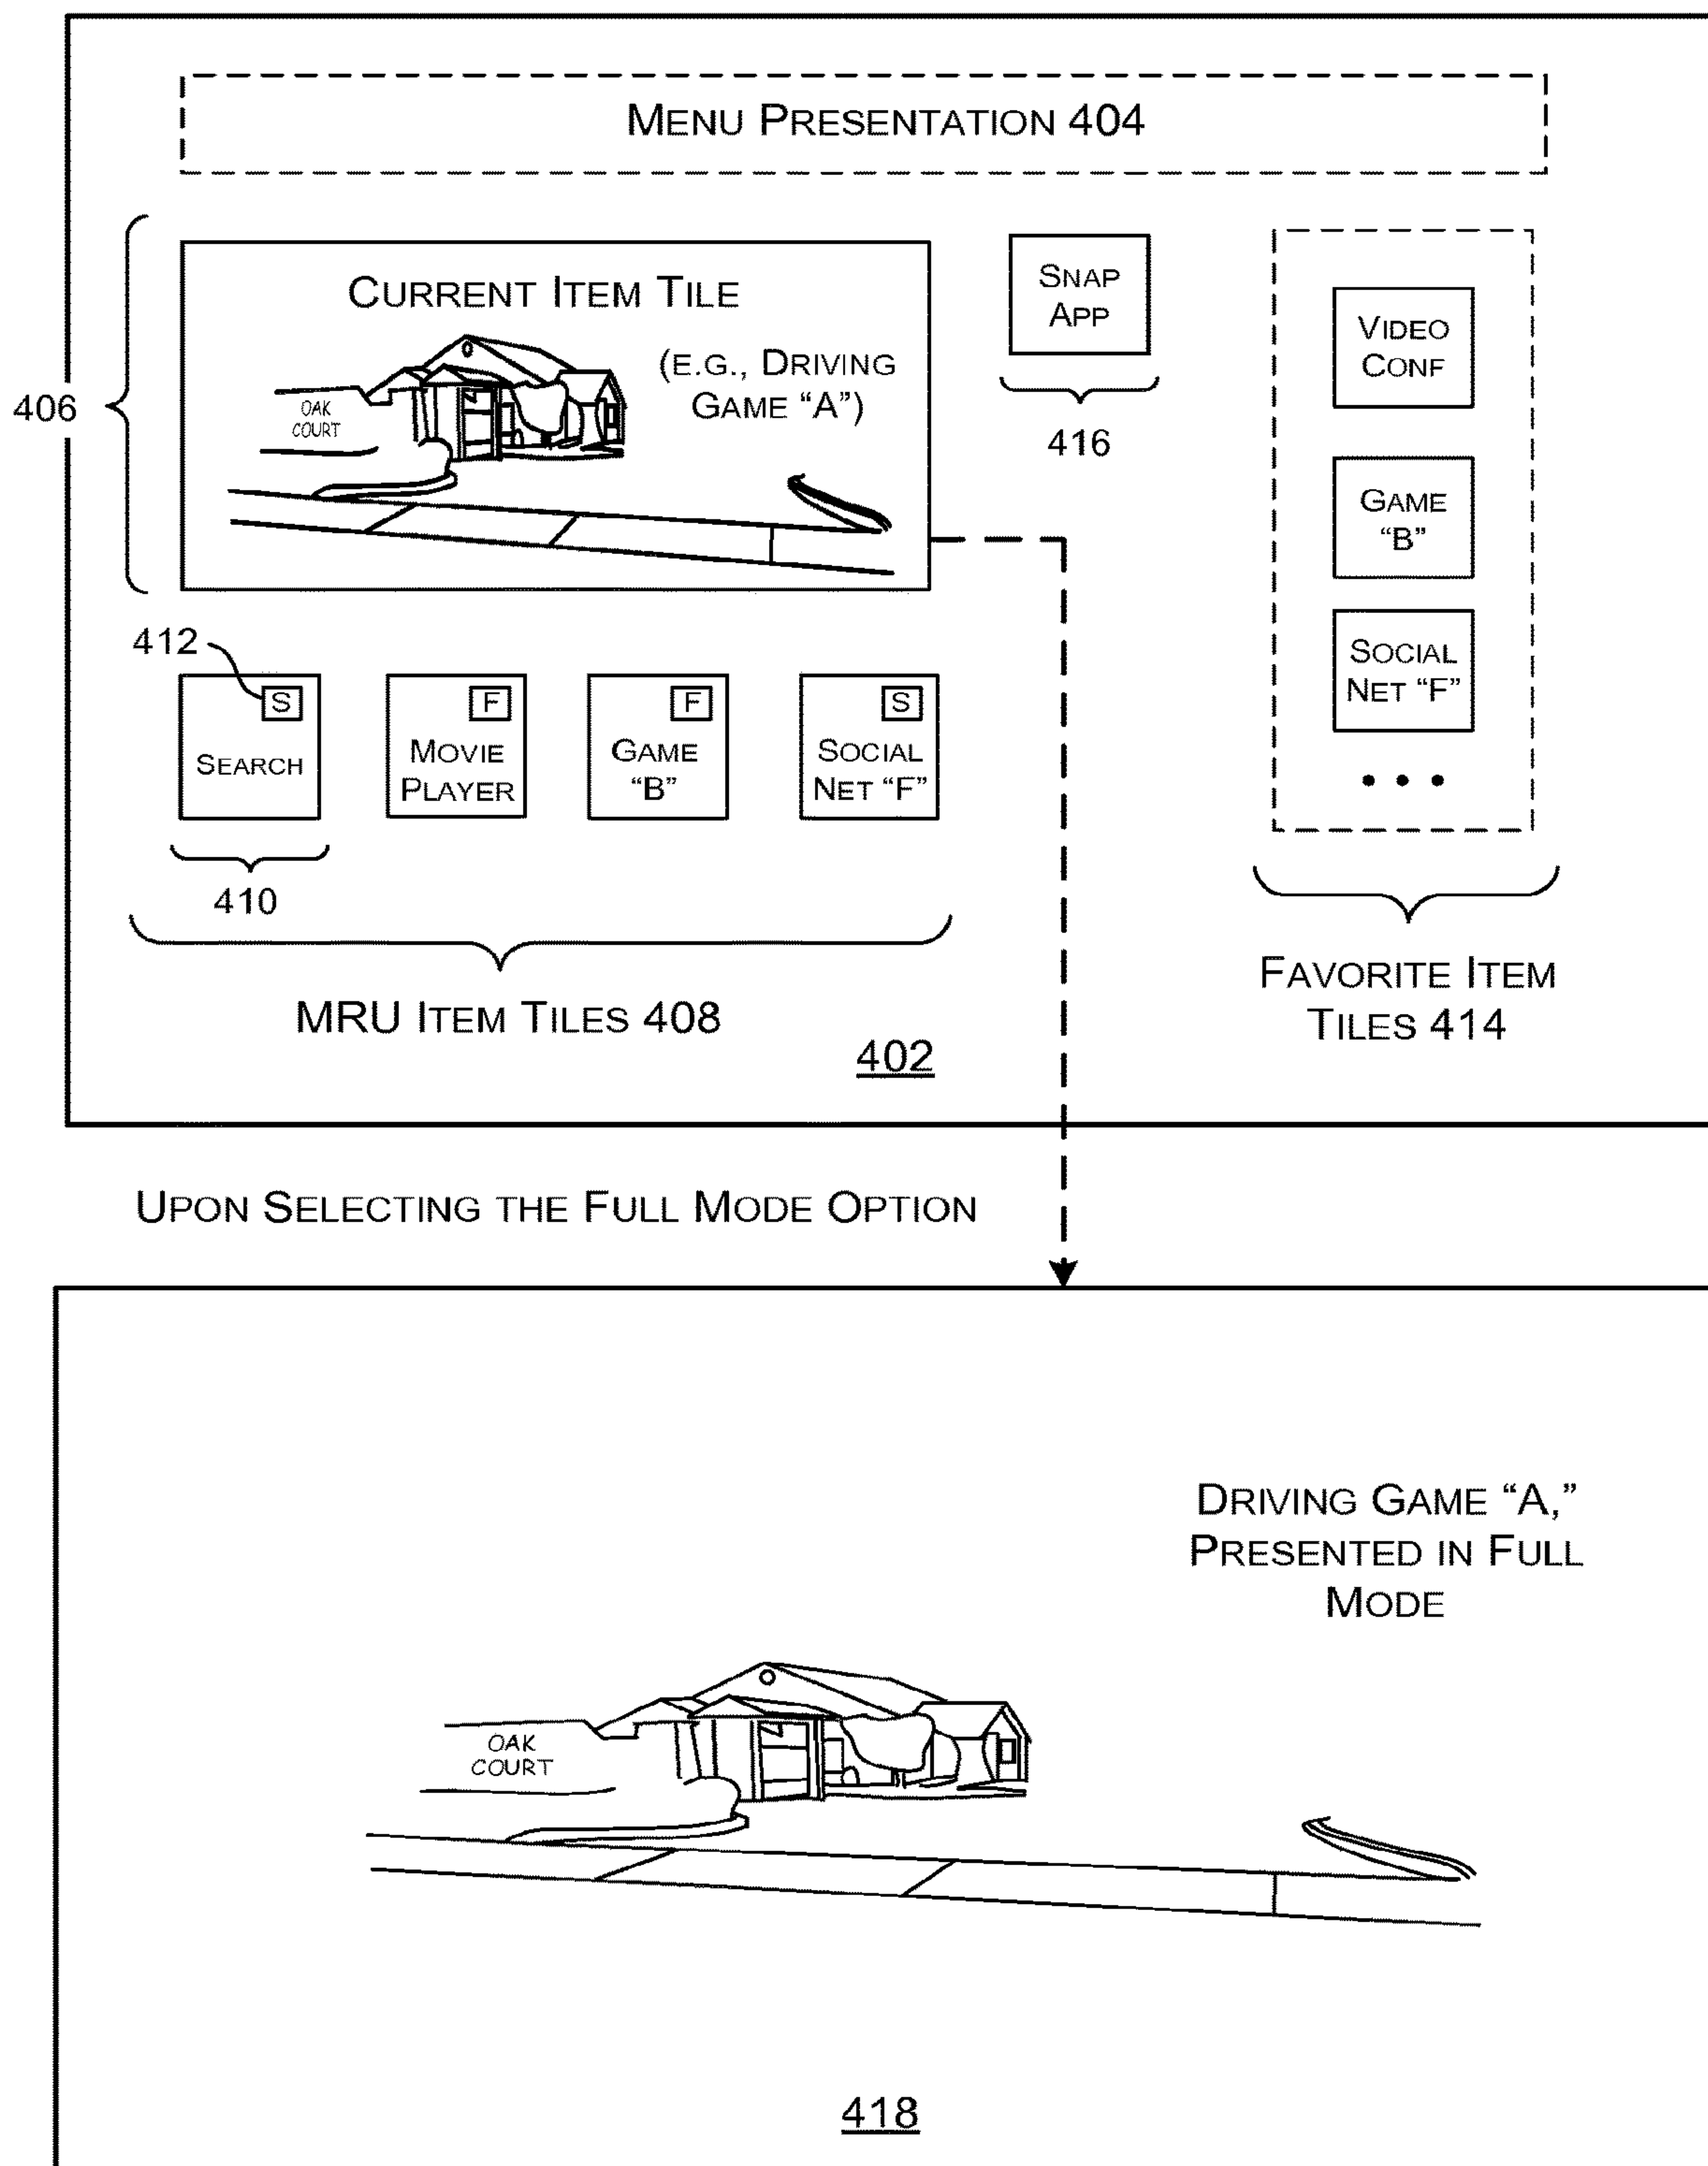 MENU PRESENTATION 404
406
CURRENT ITEM TILE
(E.G., DRIVING
GAME “A”)
OAK
COURT
SNAP
APP
416
VIDEO
CONF
GAME
“B”
SOCIAL
NET “F”
• • •
412
S
SEARCH
F
MOVIE
PLAYER
F
GAME
“B”
S
SOCIAL
NET “F”
410
MRU ITEM TILES 408
FAVORITE ITEM
TILES 414
402
UPON SELECTING THE FULL MODE OPTION
DRIVING GAME “A,”
PRESENTED IN FULL
MODE
OAK
COURT
418